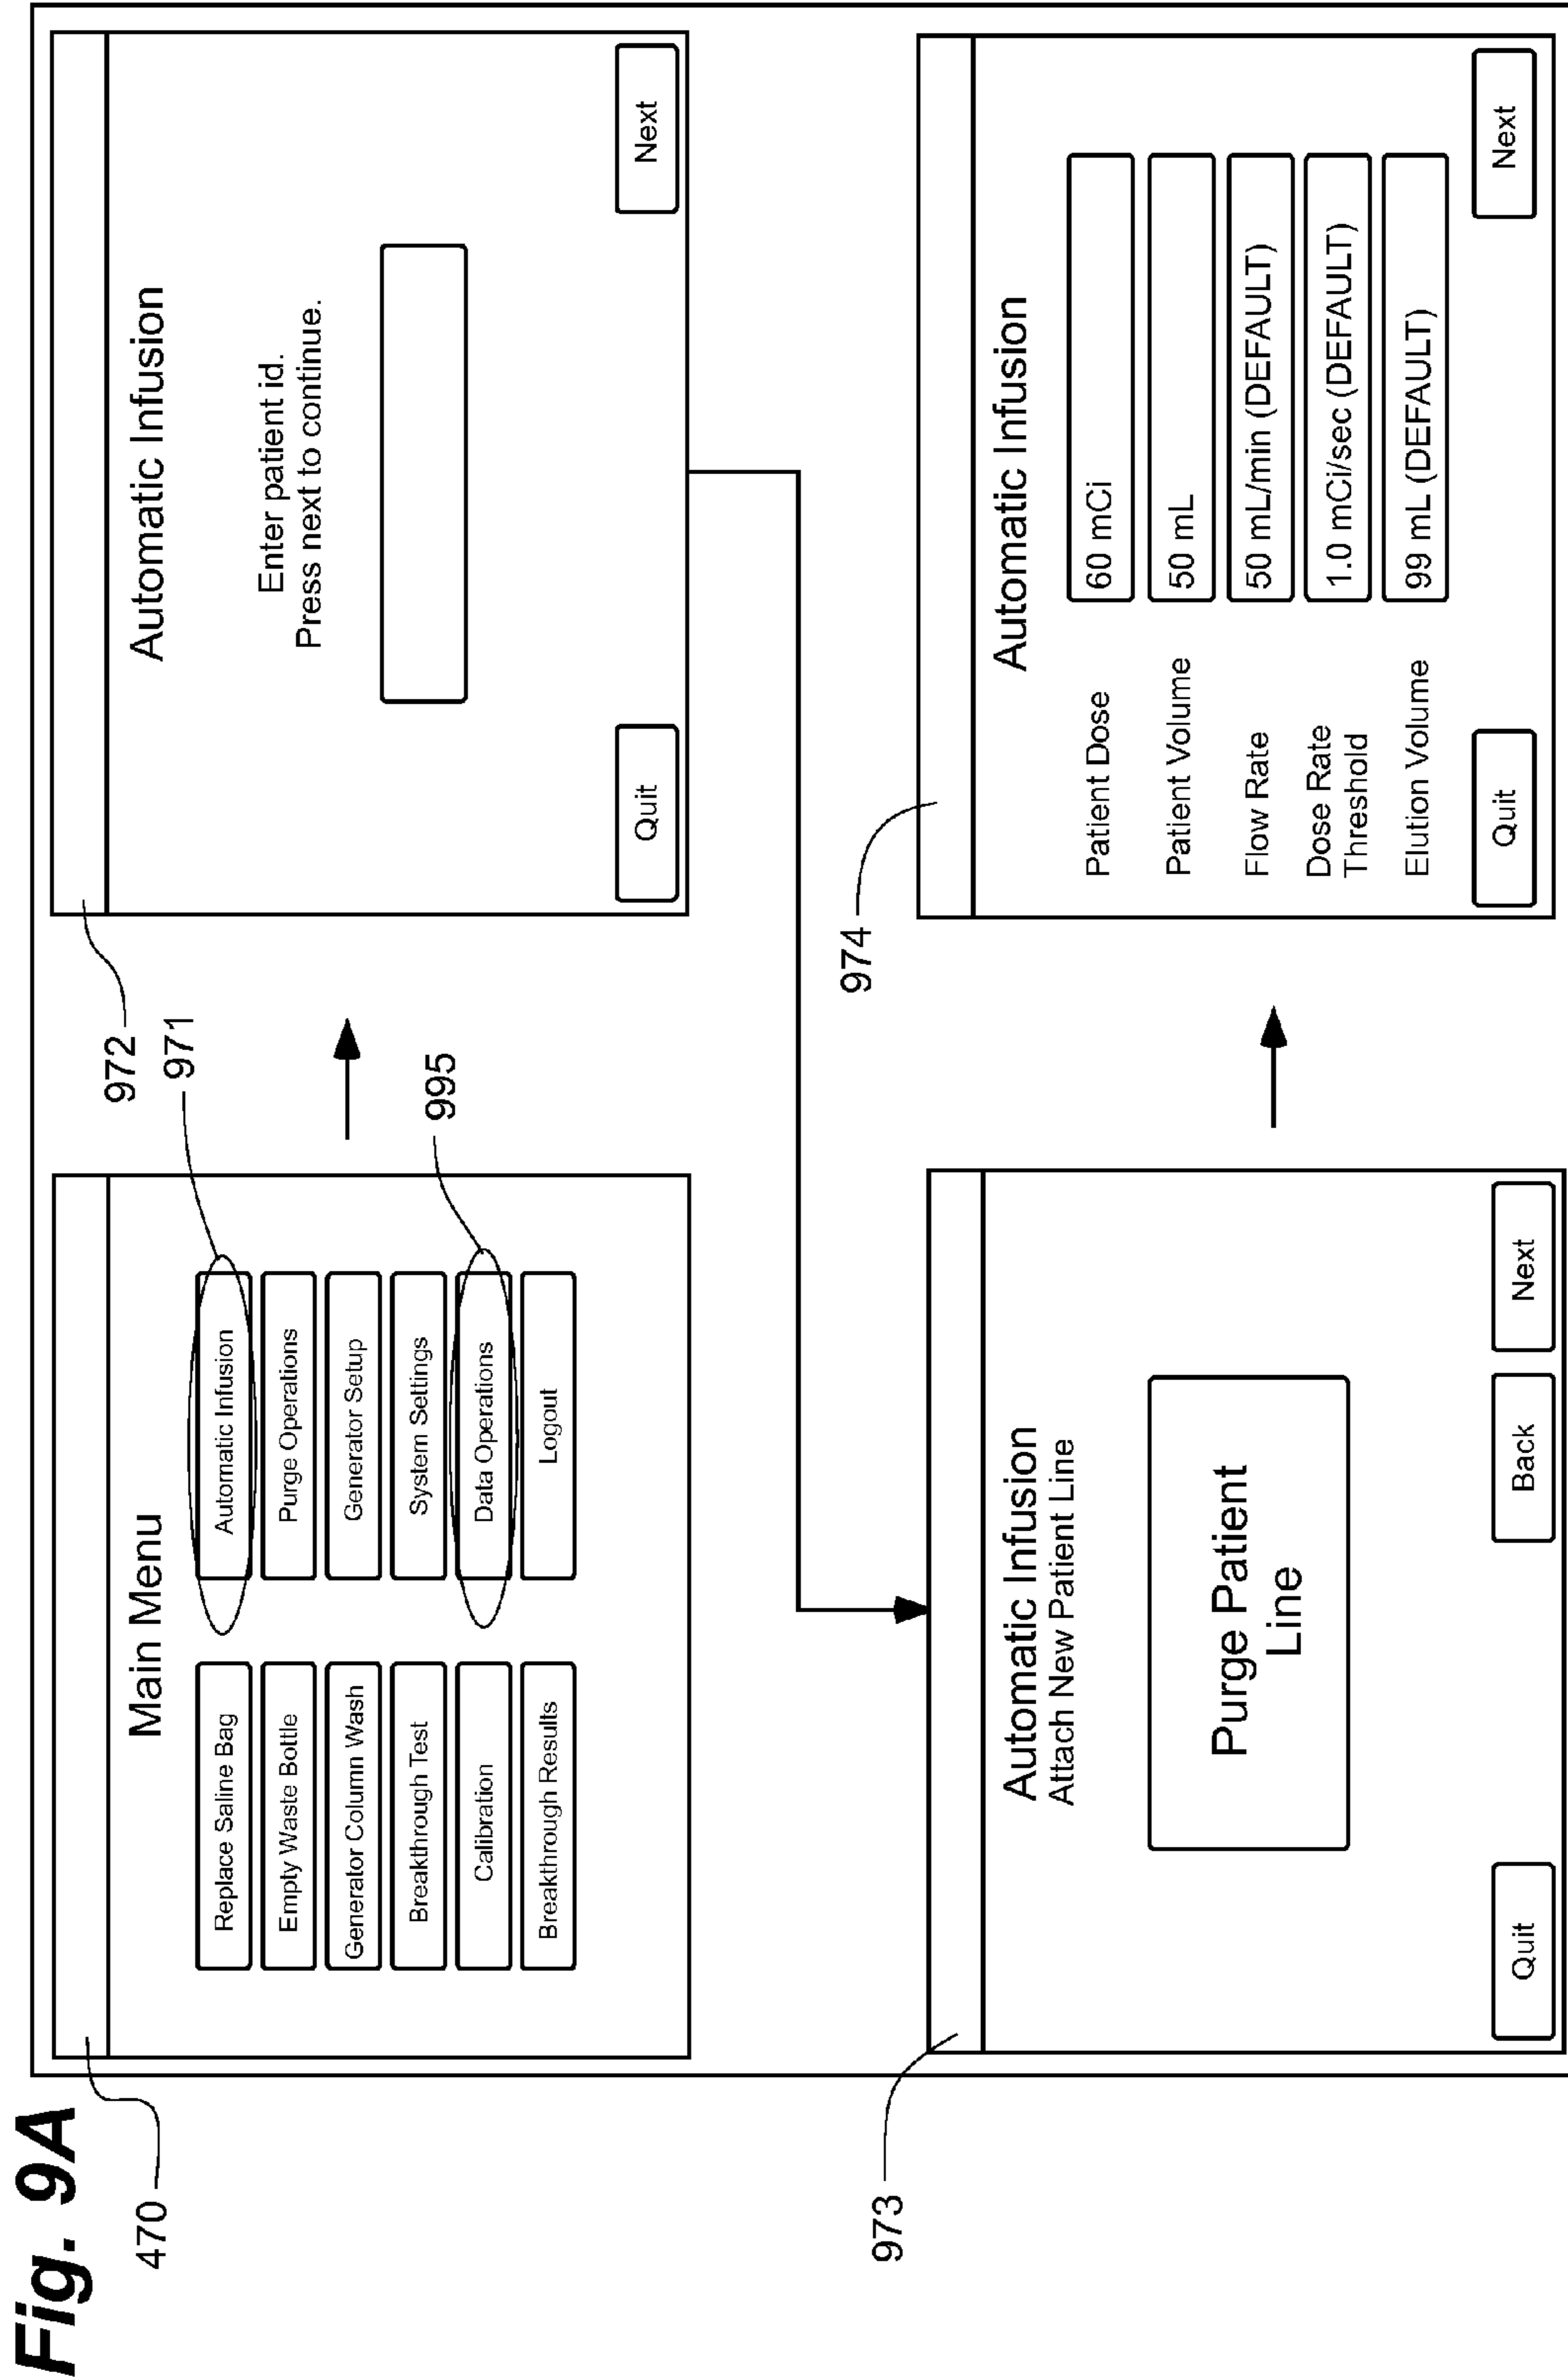 Fig. 9A
470
Main Menu
Replace Saline Bag
Empty Waste Bottle
Generator Column Wash
Breakthrough Test
Calibration
Breakthrough Results
Automatic Infusion
Purge Operations
Generator Setup
System Settings
Data Operations
Logout
971
995
972
Automatic Infusion
Enter patient id.
Press next to continue.
Quit
Next
973
Automatic Infusion
Attach New Patient Line
Purge Patient
Line
Quit
Back
Next
974
Automatic Infusion
Patient Dose
60 mCi
Patient Volume
50 mL
Flow Rate
50 mL/min (DEFAULT)
Dose Rate
Threshold
1.0 mCi/sec (DEFAULT)
Elution Volume
99 mL (DEFAULT)
Quit
Next